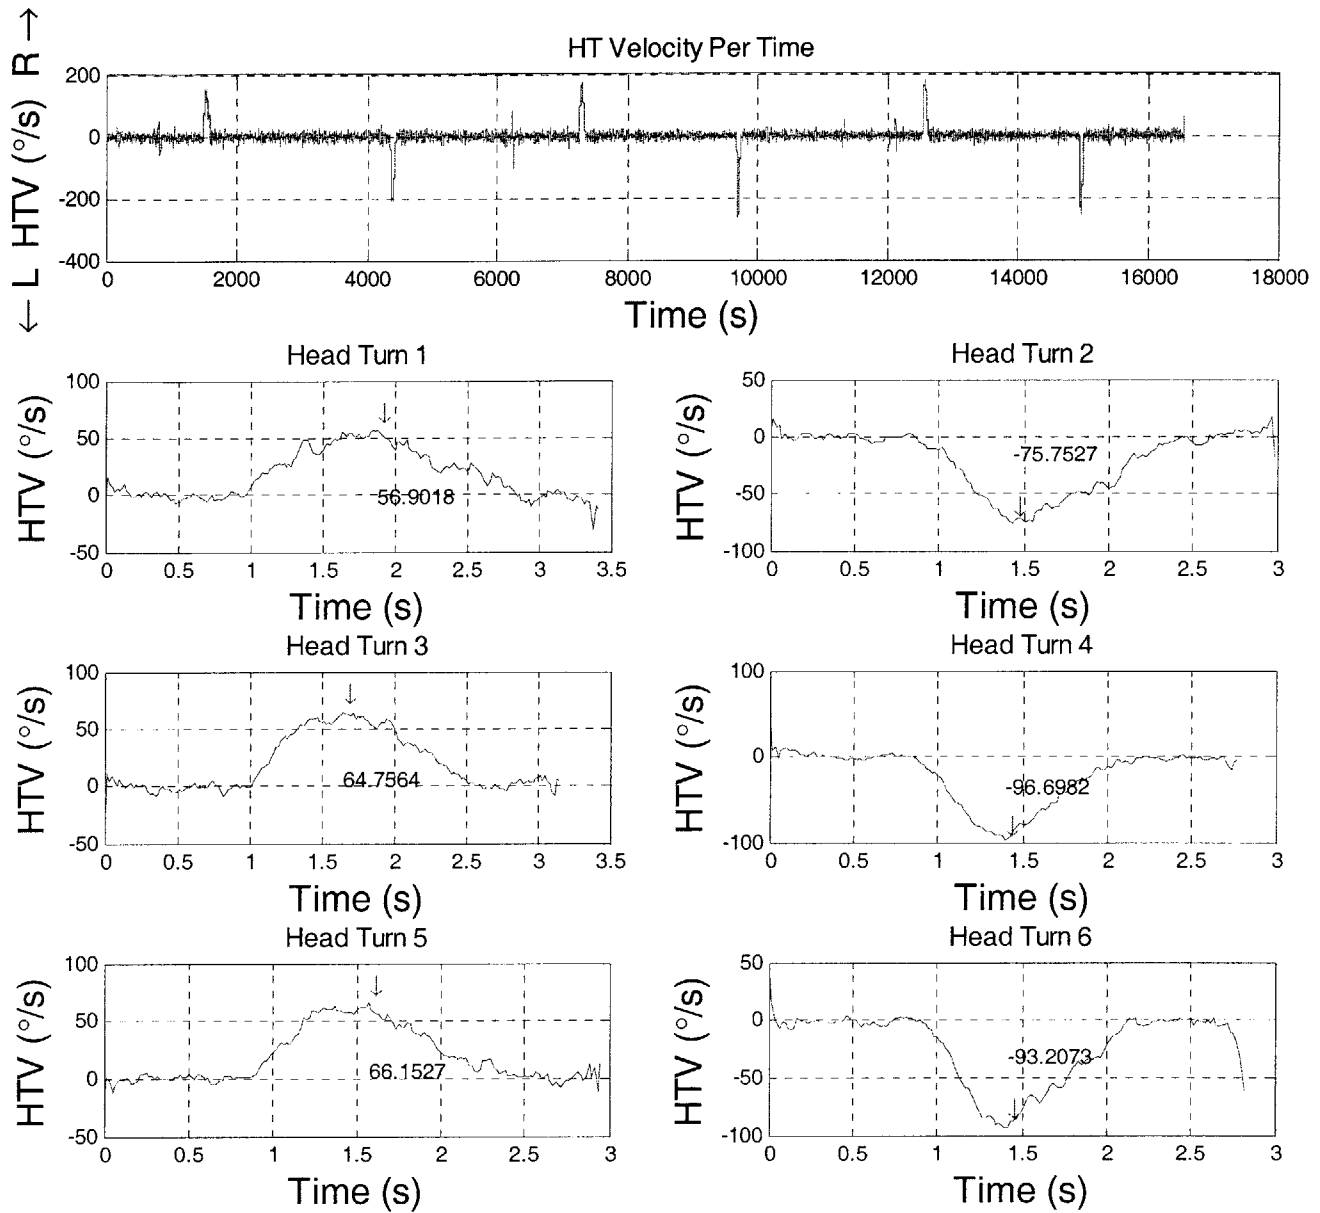 HT Velocity Per Time
← L HTV (°/s) R →
200
0
-200
-400
0 2000 4000 6000 8000 10000 12000 14000 16000 18000
Time (s)
Head Turn 1
HTV (°/s)
100
50
0
-50
56.9018
0 0.5 1 1.5 2 2.5 3 3.5
Time (s)
Head Turn 2
HTV (°/s)
50
0
-50
-100
-75.7527
0 0.5 1 1.5 2 2.5 3
Time (s)
Head Turn 3
HTV (°/s)
100
50
0
-50
64.7564
0 0.5 1 1.5 2 2.5 3 3.5
Time (s)
Head Turn 4
HTV (°/s)
100
0
-100
-96.6982
0 0.5 1 1.5 2 2.5 3
Time (s)
Head Turn 5
HTV (°/s)
100
50
0
-50
66.1527
0 0.5 1 1.5 2 2.5 3
Time (s)
Head Turn 6
HTV (°/s)
50
0
-50
-100
-93.2073
0 0.5 1 1.5 2 2.5 3
Time (s)